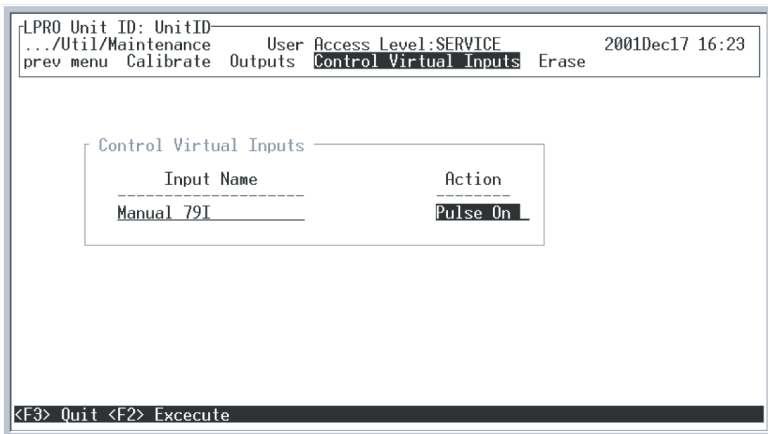 LPRO Unit ID: UnitID
.../Util/Maintenance User Access Level:SERVICE 2001Dec17 16:23
prev menu Calibrate Outputs Control Virtual Inputs Erase
Control Virtual Inputs
Input Name Action
Manual 79I Pulse On
<F3> Quit <F2> Excecute